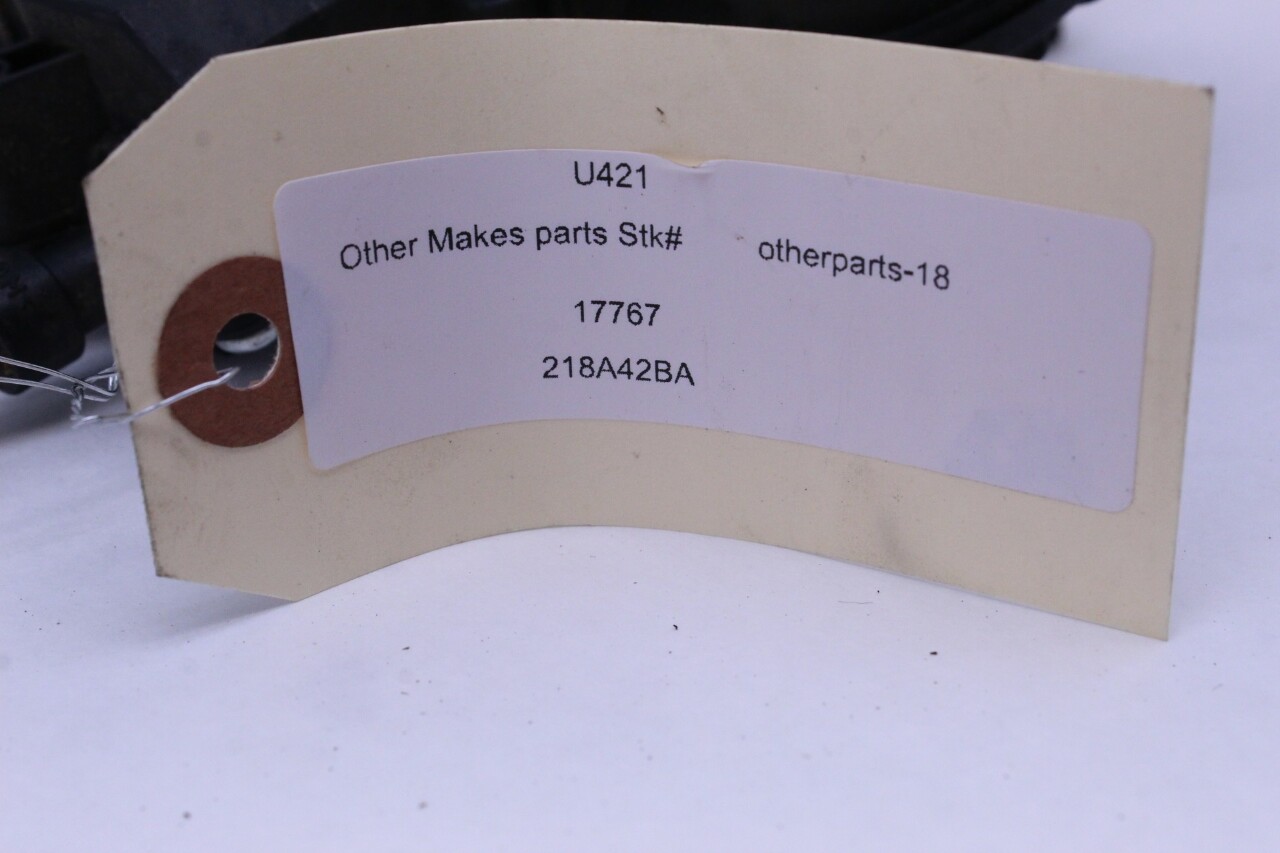 U421
Other Makes parts Stk# otherparts-18
17767
218A42BA